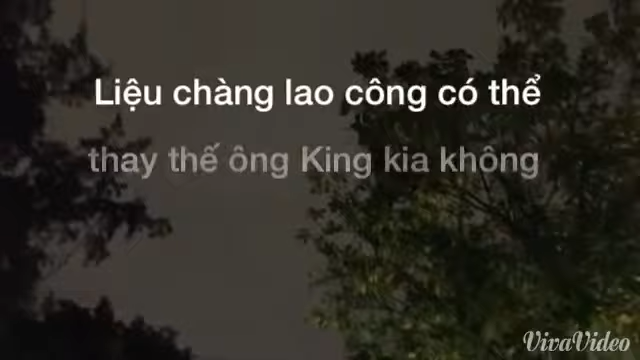 Liệu chàng lao công có thể
thay thế ông King kia không
VivaVideo